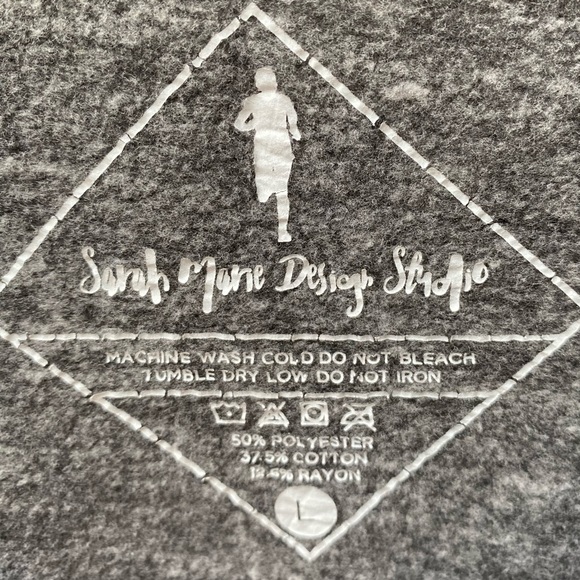 Sarah Marie Design Studio
MACHINE WASH COLD DO NOT BLEACH
TUMBLE DRY LOW DO NOT IRON
50% POLYESTER
37.5% COTTON
12.5% RAYON
L